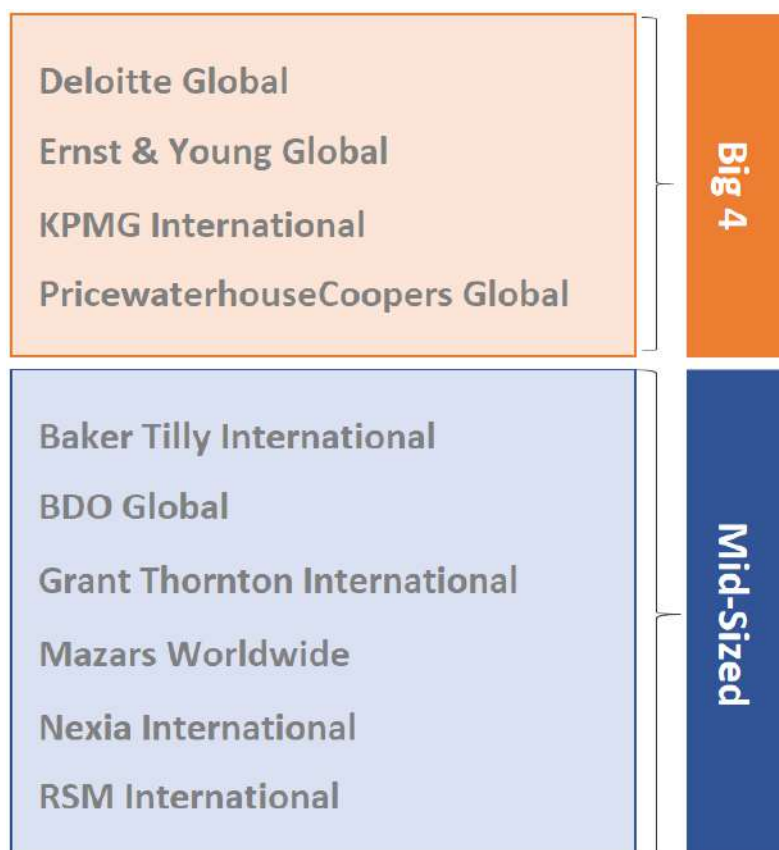 Deloitte Global
Ernst & Young Global
KPMG International
PricewaterhouseCoopers Global
Big 4
Baker Tilly International
BDO Global
Grant Thornton International
Mazars Worldwide
Nexia International
RSM International
Mid-Sized